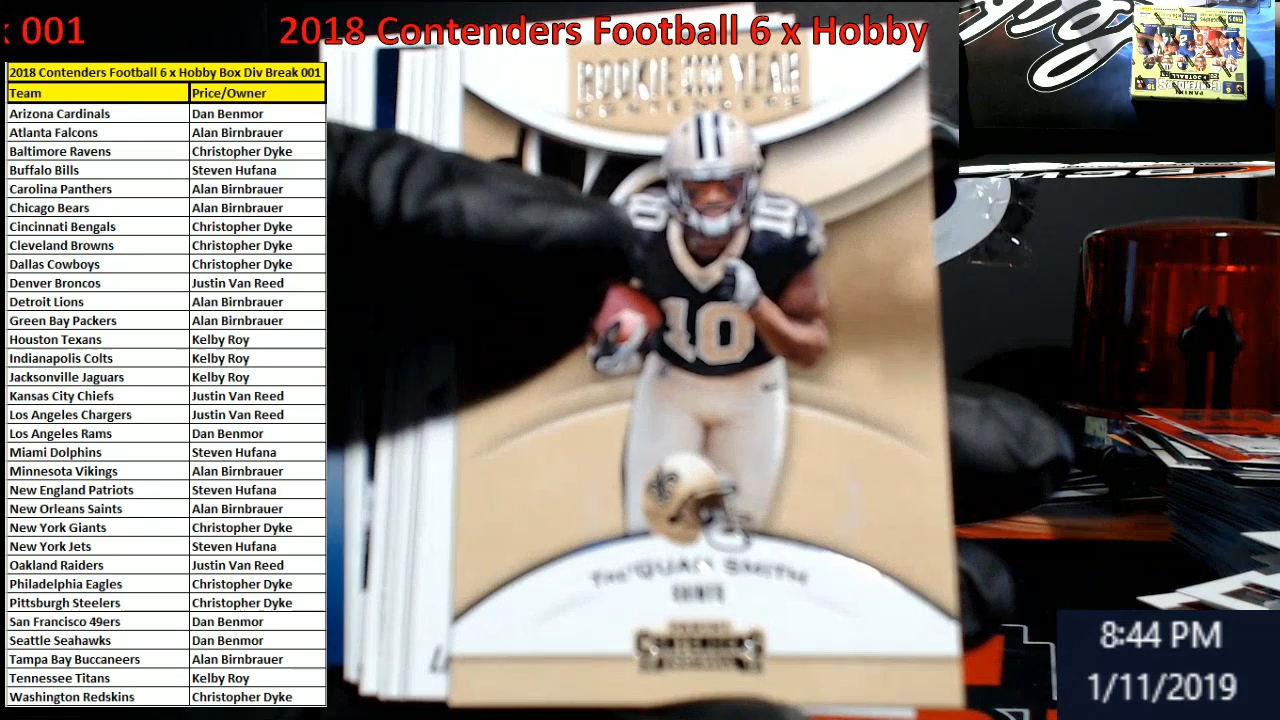 k 001
2018 Contenders Football 6 x Hobby
2018 Contenders Football 6 x Hobby Box Div Break 001
Team Price/Owner
Arizona Cardinals Dan Benmor
Atlanta Falcons Alan Birnbrauer
Baltimore Ravens Christopher Dyke
Buffalo Bills Steven Hufana
Carolina Panthers Alan Birnbrauer
Chicago Bears Alan Birnbrauer
Cincinnati Bengals Christopher Dyke
Cleveland Browns Christopher Dyke
Dallas Cowboys Christopher Dyke
Denver Broncos Justin Van Reed
Detroit Lions Alan Birnbrauer
Green Bay Packers Alan Birnbrauer
Houston Texans Kelby Roy
Indianapolis Colts Kelby Roy
Jacksonville Jaguars Kelby Roy
Kansas City Chiefs Justin Van Reed
Los Angeles Chargers Justin Van Reed
Los Angeles Rams Dan Benmor
Miami Dolphins Steven Hufana
Minnesota Vikings Alan Birnbrauer
New England Patriots Steven Hufana
New Orleans Saints Alan Birnbrauer
New York Giants Christopher Dyke
New York Jets Steven Hufana
Oakland Raiders Justin Van Reed
Philadelphia Eagles Christopher Dyke
Pittsburgh Steelers Christopher Dyke
San Francisco 49ers Dan Benmor
Seattle Seahawks Dan Benmor
Tampa Bay Buccaneers Alan Birnbrauer
Tennessee Titans Kelby Roy
Washington Redskins Christopher Dyke
ROOKIE OF THE YEAR
CONTENDERS
10 10
10
TRE'QUAN SMITH
SAINTS
PANINI
CONTENDERS
PANINI
8:44 PM
1/11/2019